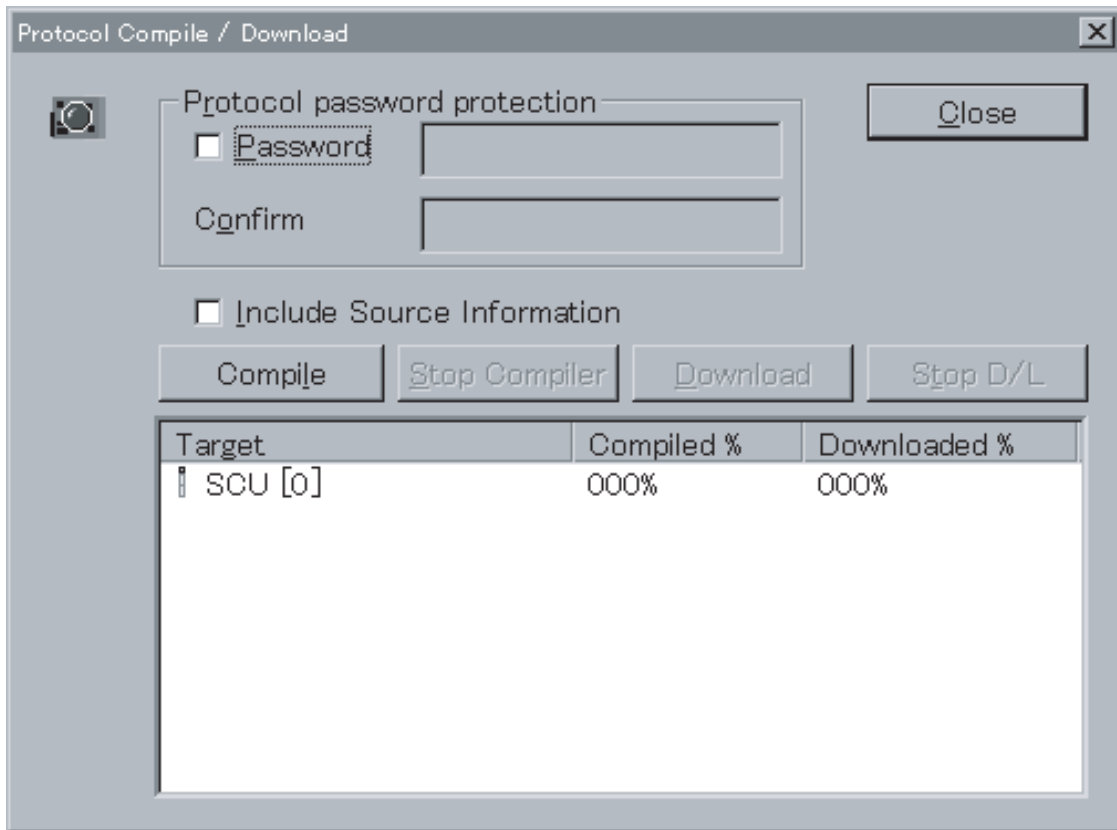 Protocol Compile / Download
Protocol password protection
Close
Password
Confirm
Include Source Information
Compile Stop Compiler Download Stop D/L
Target Compiled % Downloaded %
SCU [0] 000% 000%